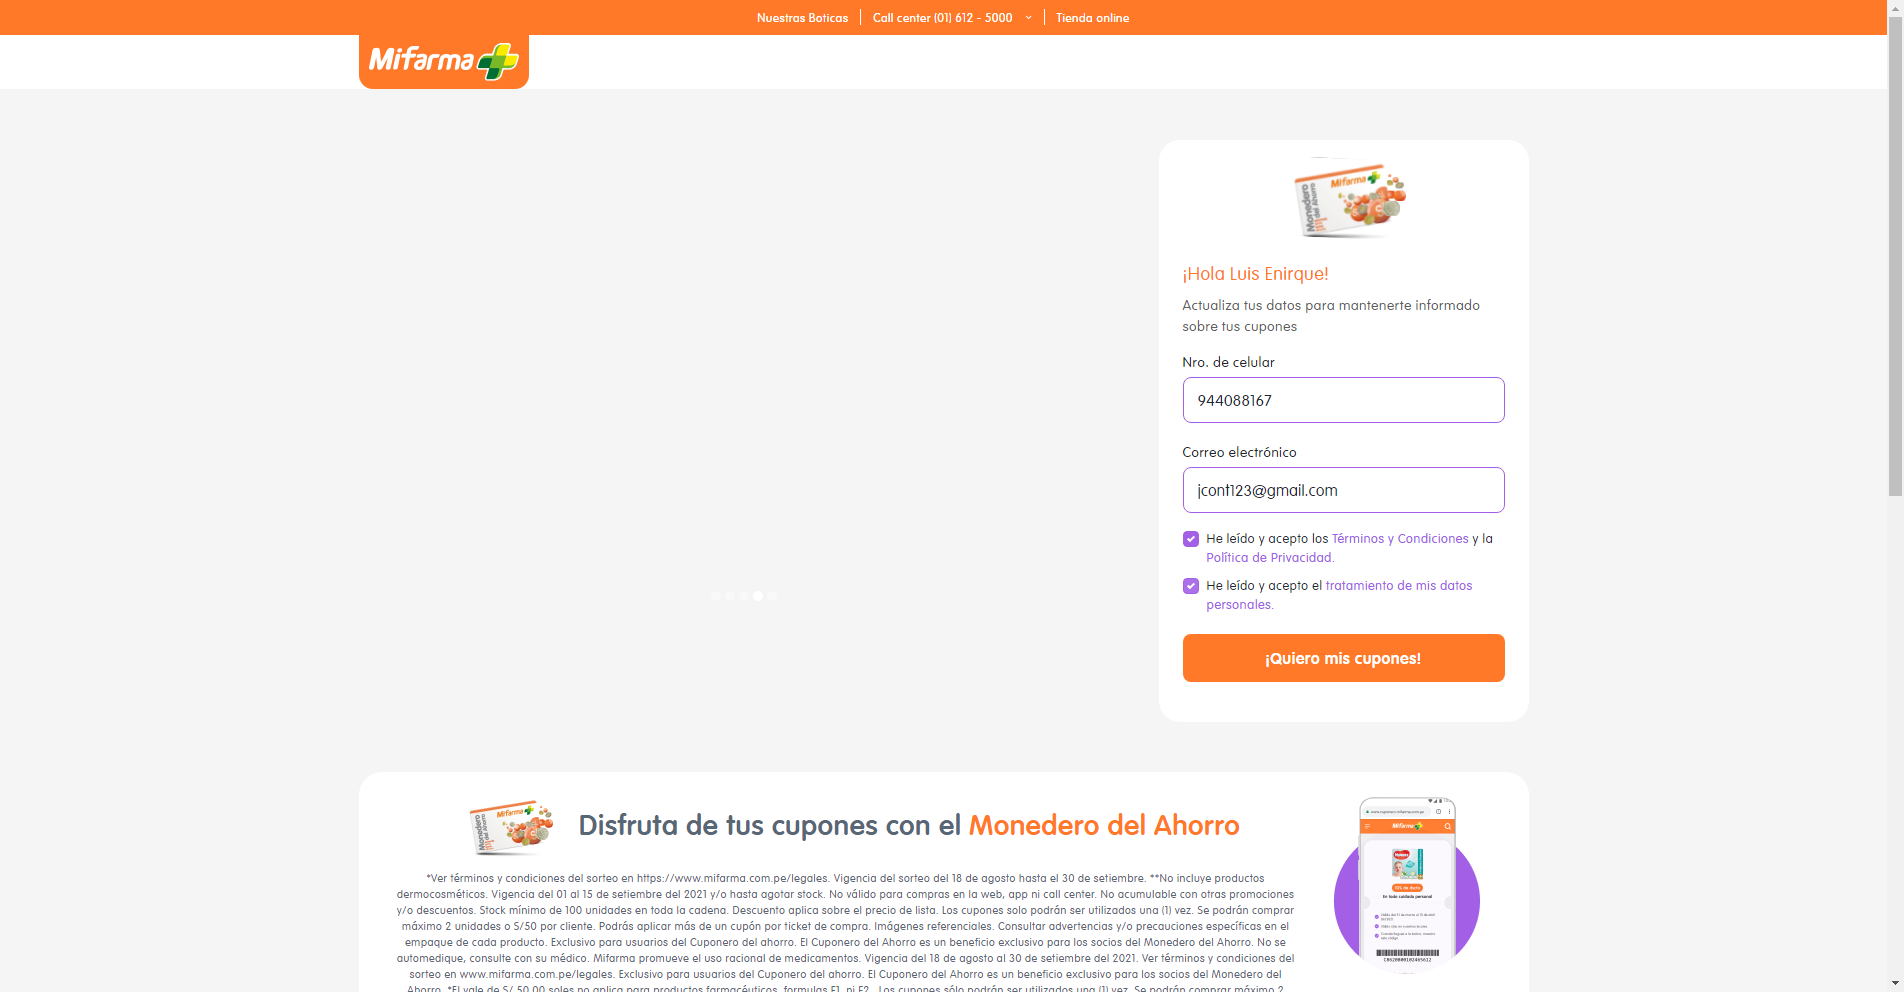 Nuestras Boticas
Call center (01) 612 - 5000
Tienda online
Mifarma
Mifarma
Monedero
del Ahorro
¡Hola Luis Enirque!
Actualiza tus datos para mantenerte informado
sobre tus cupones
Nro. de celular
944088167
Correo electrónico
jcont123@gmail.com
He leído y acepto los Términos y Condiciones y la
Política de Privacidad.
He leído y acepto el tratamiento de mis datos
personales.
¡Quiero mis cupones!
Mifarma
Monedero
del Ahorro
Disfruta de tus cupones con el Monedero del Ahorro
*Ver términos y condiciones del sorteo en https://www.mifarma.com.pe/legales. Vigencia del sorteo del 18 de agosto hasta el 30 de setiembre. **No incluye productos
dermocosméticos. Vigencia del 01 al 15 de setiembre del 2021 y/o hasta agotar stock. No válido para compras en la web, app ni call center. No acumulable con otras promociones
y/o descuentos. Stock mínimo de 100 unidades en toda la cadena. Descuento aplica sobre el precio de lista. Los cupones solo podrán ser utilizados una (1) vez. Se podrán comprar
máximo 2 unidades o S/50 por cliente. Podrás aplicar más de un cupón por ticket de compra. Imágenes referenciales. Consultar advertencias y/o precauciones específicas en el
empaque de cada producto. Exclusivo para usuarios del Cuponero del ahorro. El Cuponero del Ahorro es un beneficio exclusivo para los socios del Monedero del Ahorro. No se
automedique, consulte con su médico. Mifarma promueve el uso racional de medicamentos. Vigencia del 18 de agosto al 30 de setiembre del 2021. Ver términos y condiciones del
sorteo en www.mifarma.com.pe/legales. Exclusivo para usuarios del Cuponero del ahorro. El Cuponero del Ahorro es un beneficio exclusivo para los socios del Monedero del
Ahorro. *El vale de S/ 50.00 soles no aplica para productos farmacéuticos, formulas F1, ni F2. Los cupones sólo podrán ser utilizados una (1) vez. Se podrán comprar máximo 2
Mifarma
En todo cuidado personal